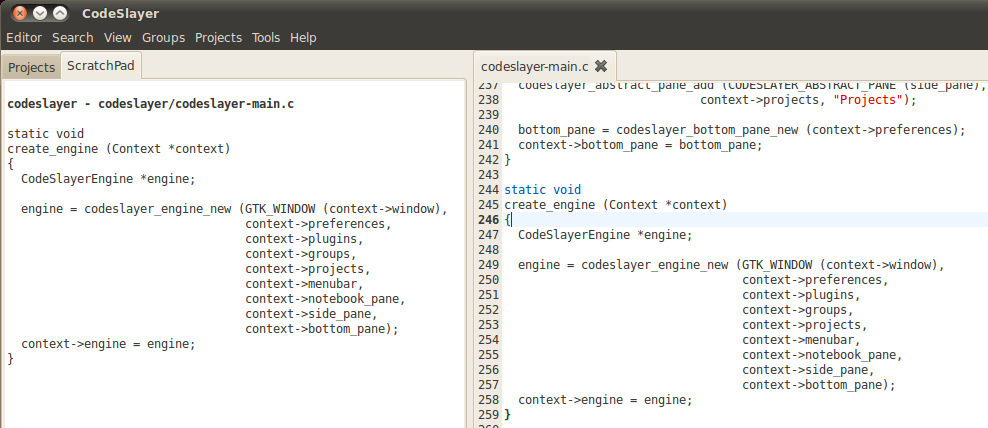 CodeSlayer
Editor Search View Groups Projects Tools Help
Projects ScratchPad
codeslayer - codeslayer/codeslayer-main.c
static void
create_engine (Context *context)
{
  CodeSlayerEngine *engine;
  engine = codeslayer_engine_new (GTK_WINDOW (context->window),
                                  context->preferences,
                                  context->plugins,
                                  context->groups,
                                  context->projects,
                                  context->menubar,
                                  context->notebook_pane,
                                  context->side_pane,
                                  context->bottom_pane);
  context->engine = engine;
}
codeslayer-main.c
237   codeslayer_abstract_pane_add (CODESLAYER_ABSTRACT_PANE (side_pane),
238                             context->projects, "Projects");
239
240   bottom_pane = codeslayer_bottom_pane_new (context->preferences);
241   context->bottom_pane = bottom_pane;
242 }
243
244 static void
245 create_engine (Context *context)
246 {
247   CodeSlayerEngine *engine;
248
249   engine = codeslayer_engine_new (GTK_WINDOW (context->window),
250                                   context->preferences,
251                                   context->plugins,
252                                   context->groups,
253                                   context->projects,
254                                   context->menubar,
255                                   context->notebook_pane,
256                                   context->side_pane,
257                                   context->bottom_pane);
258   context->engine = engine;
259 }
260